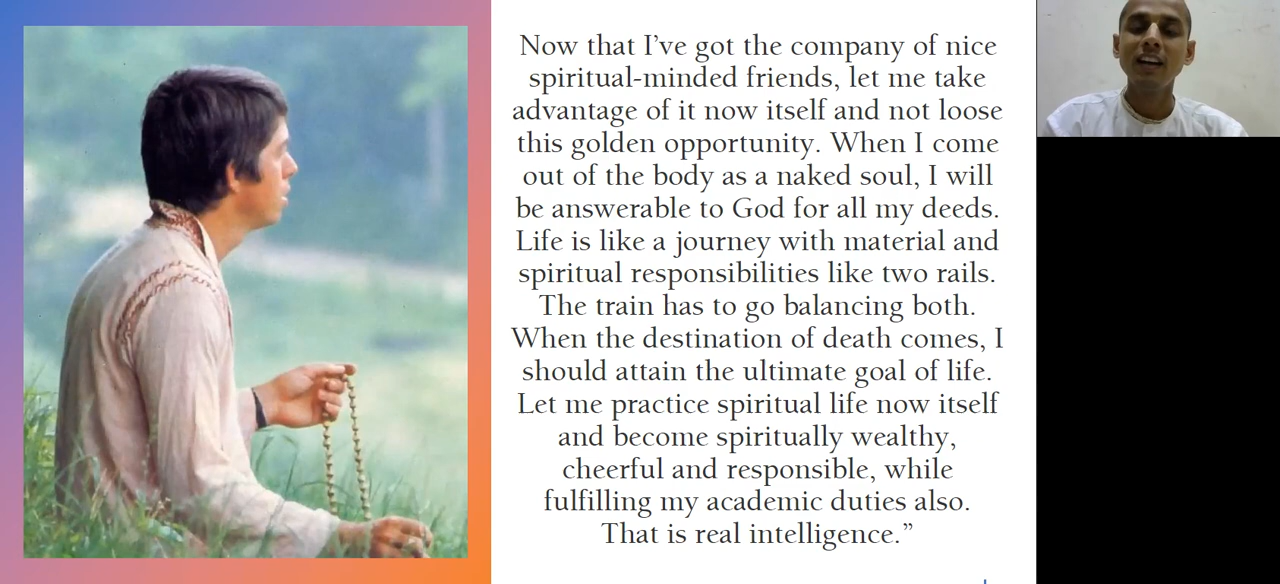 Now that I’ve got the company of nice
spiritual-minded friends, let me take
advantage of it now itself and not loose
this golden opportunity. When I come
out of the body as a naked soul, I will
be answerable to God for all my deeds.
Life is like a journey with material and
spiritual responsibilities like two rails.
The train has to go balancing both.
When the destination of death comes, I
should attain the ultimate goal of life.
Let me practice spiritual life now itself
and become spiritually wealthy,
cheerful and responsible, while
fulfilling my academic duties also.
That is real intelligence.”